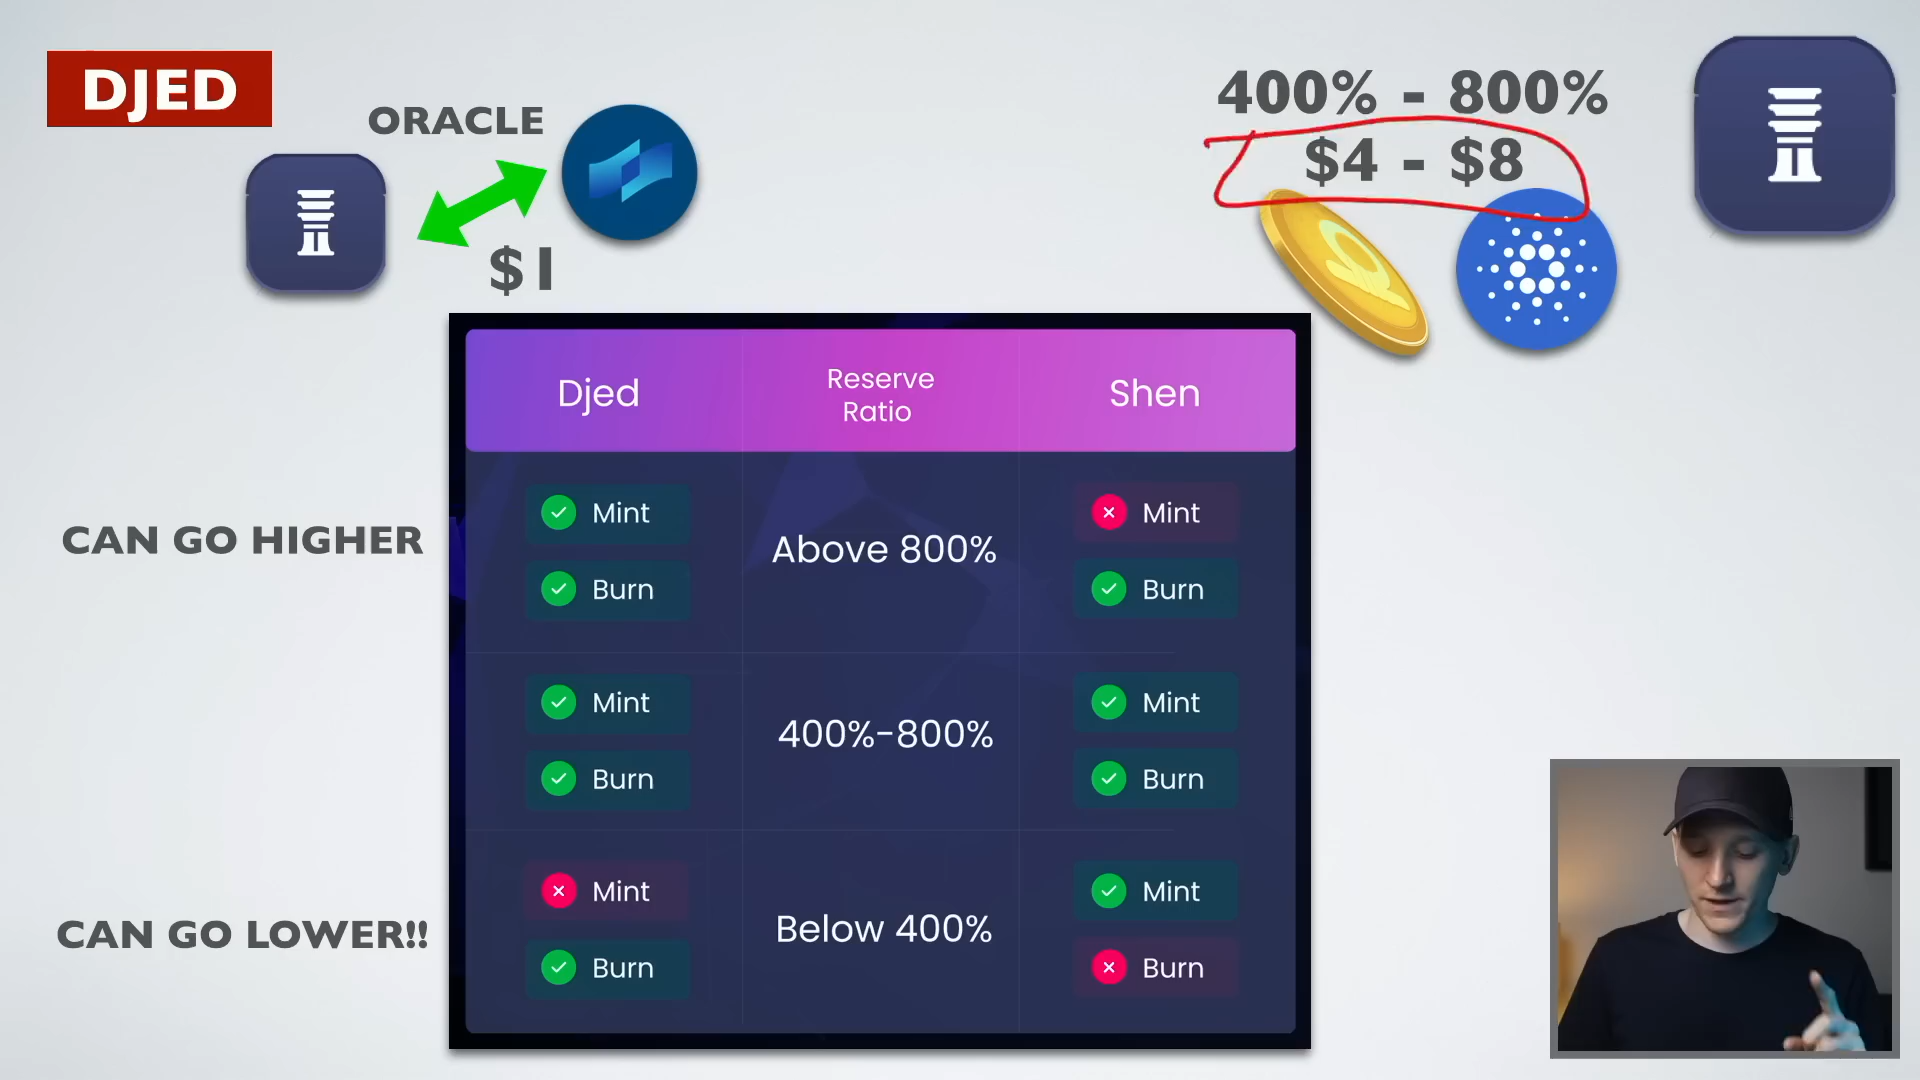 DJED
ORACLE
$1
400% - 800%
$4 - $8
Djed
Reserve
Ratio
Shen
CAN GO HIGHER
Mint
Burn
Above 800%
Mint
Burn
Mint
Burn
400%-800%
Mint
Burn
CAN GO LOWER!!
Mint
Burn
Below 400%
Mint
Burn